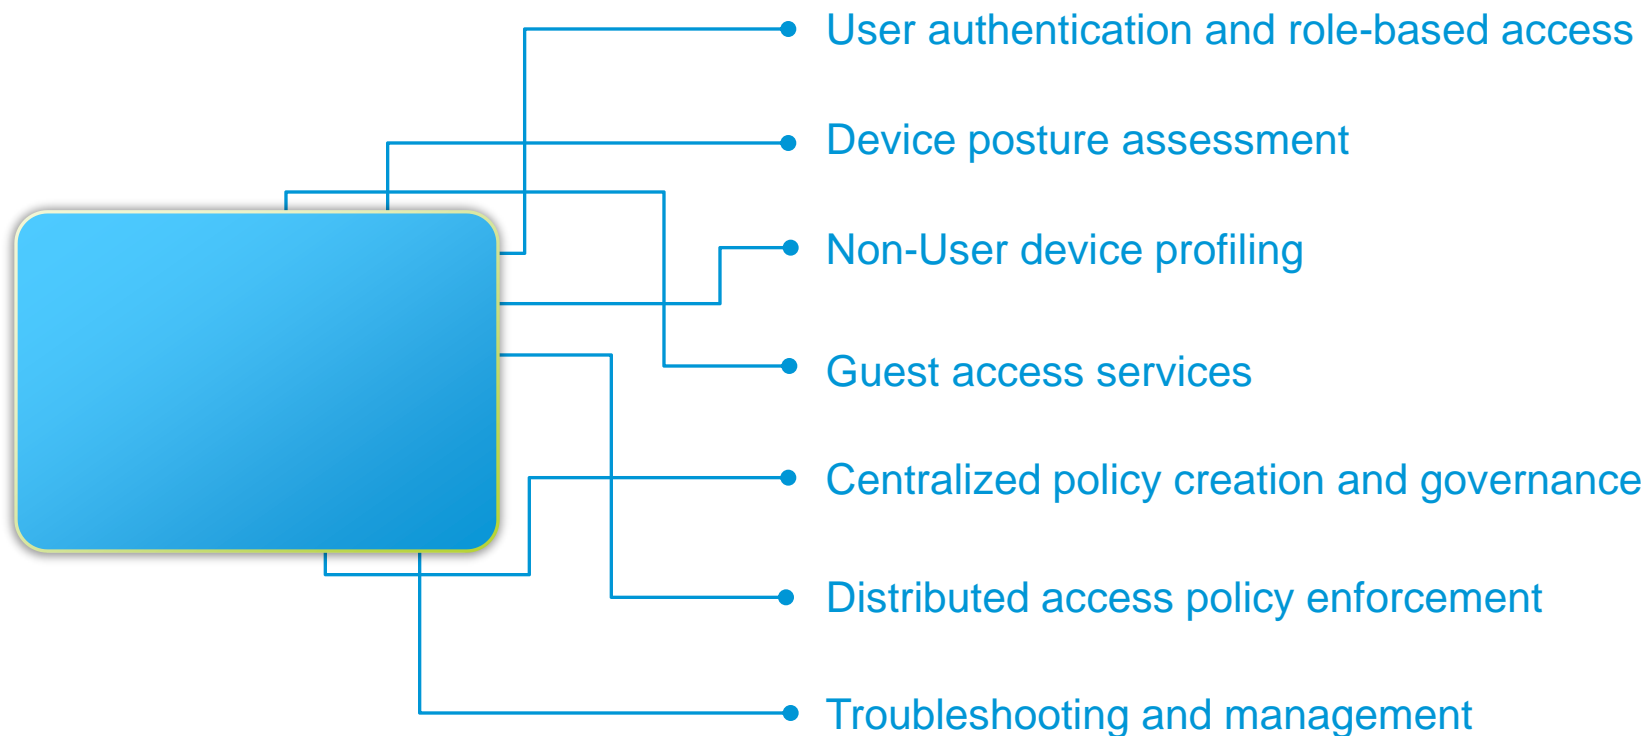 User authentication and role-based access
Device posture assessment
Non-User device profiling
Guest access services
Centralized policy creation and governance
Distributed access policy enforcement
Troubleshooting and management